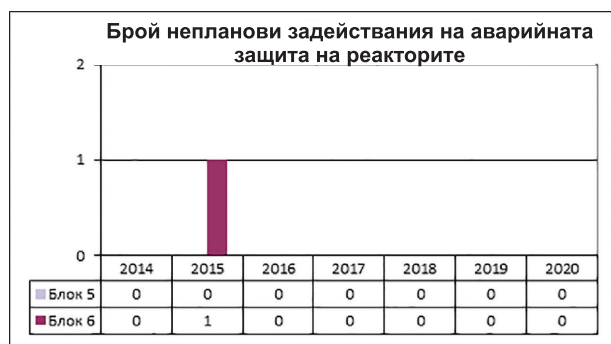 Брой непланови задействания на аварийната
защита на реакторите
2
1
0
2014 2015 2016 2017 2018 2019 2020
Блок 5 0 0 0 0 0 0 0
Блок 6 0 1 0 0 0 0 0